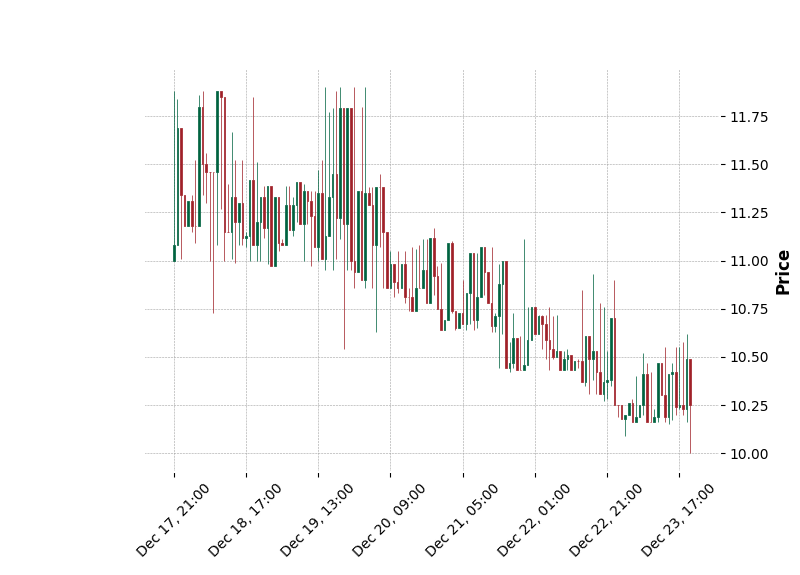 11.75
11.50
11.25
11.00
10.75
10.50
10.25
10.00
Price
Dec 17, 21:00
Dec 18, 17:00
Dec 19, 13:00
Dec 20, 09:00
Dec 21, 05:00
Dec 22, 01:00
Dec 22, 21:00
Dec 23, 17:00